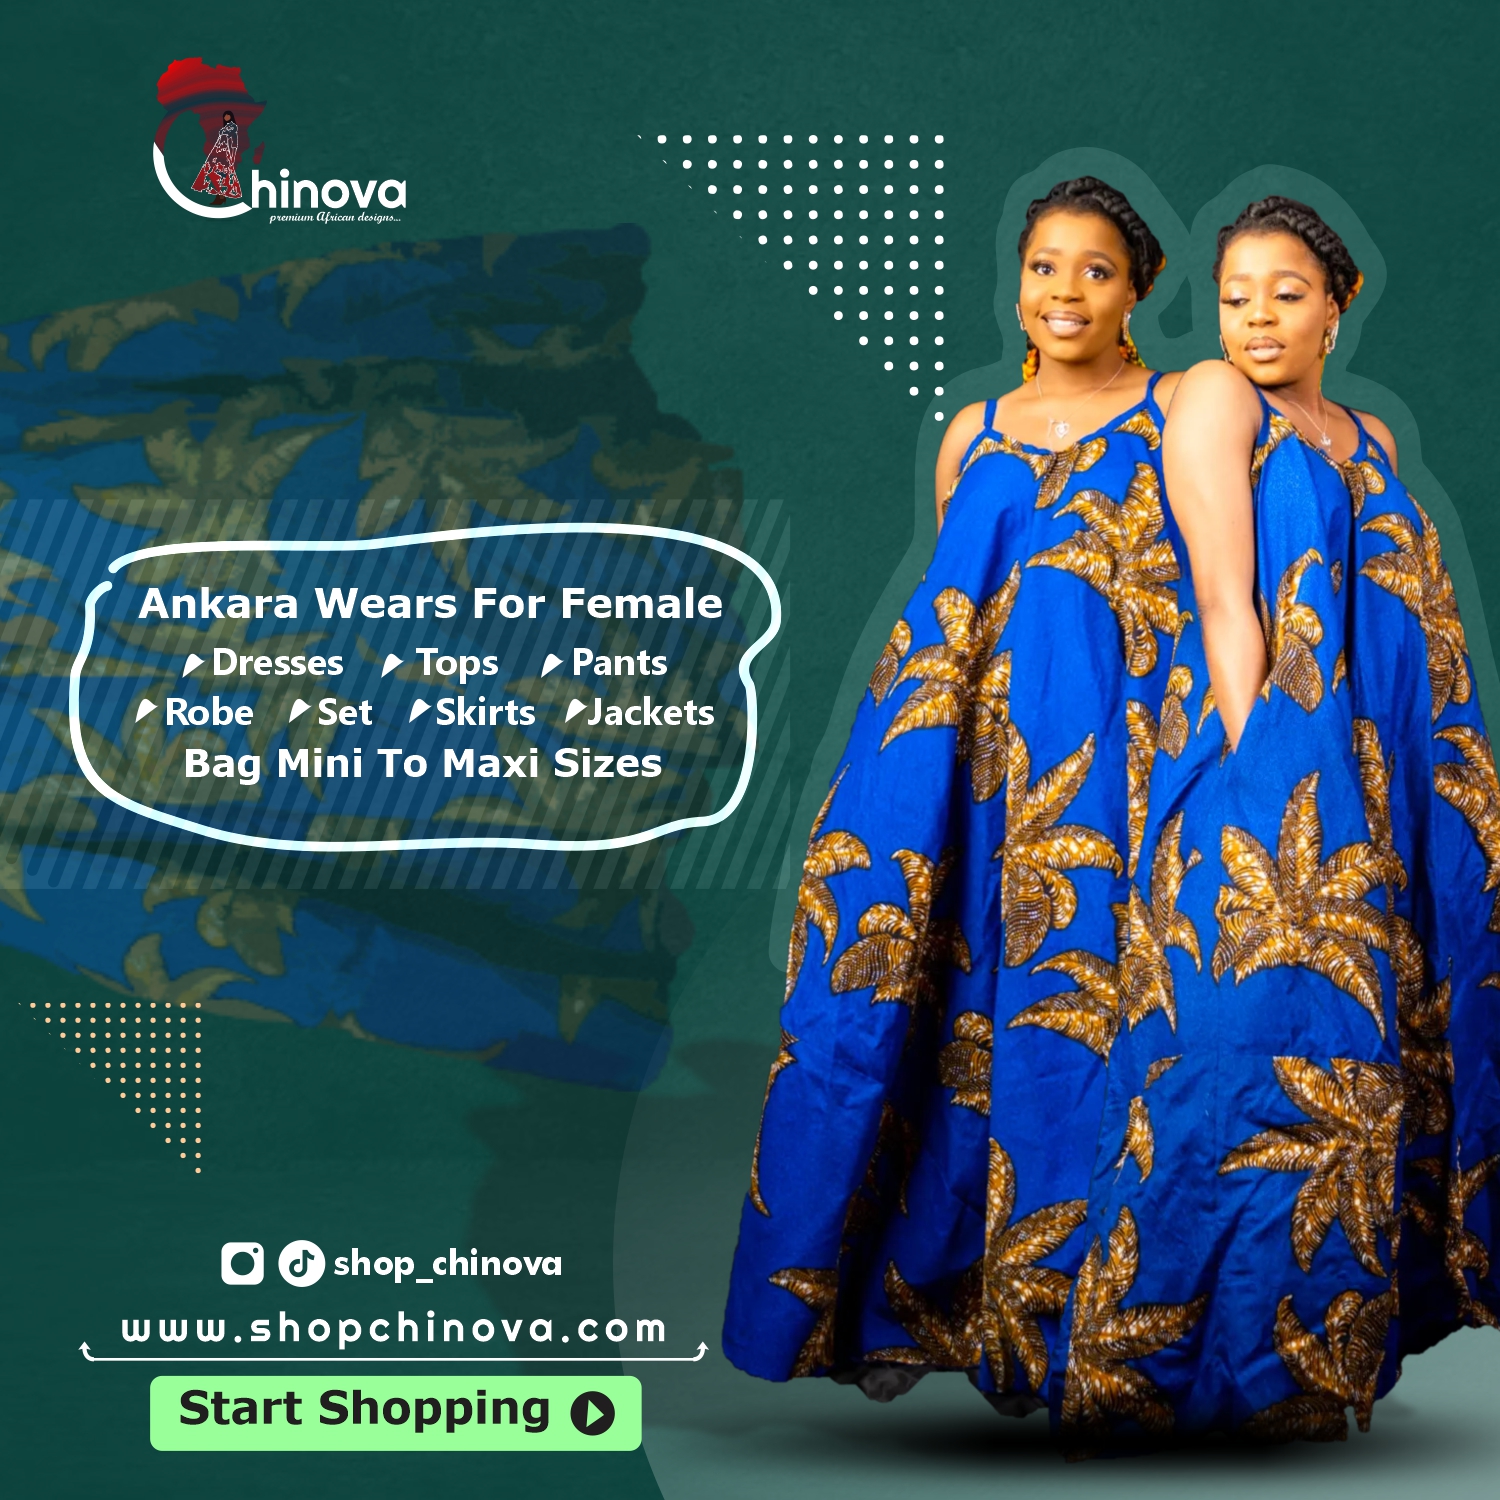 Chinova
premium African designs...
Ankara Wears For Female
Dresses Tops Pants
Robe Set Skirts Jackets
Bag Mini To Maxi Sizes
shop_chinova
www.shopchinova.com
Start Shopping